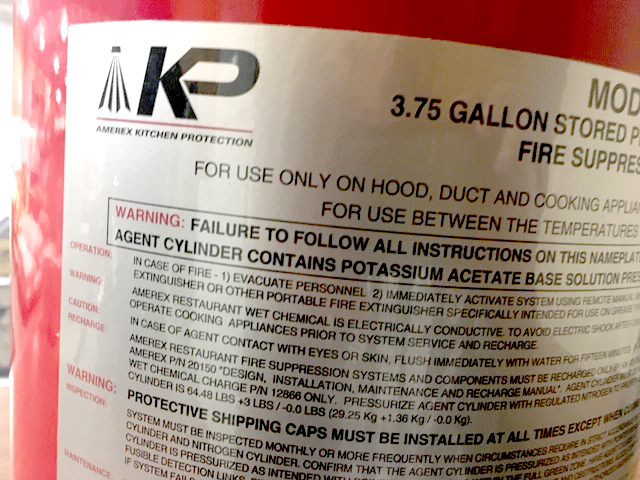 KP
AMEREX KITCHEN PROTECTION
MOD
3.75 GALLON STORED P
FIRE SUPPRES
FOR USE ONLY ON HOOD, DUCT AND COOKING APPLIA
FOR USE BETWEEN THE TEMPERATURES
WARNING: FAILURE TO FOLLOW ALL INSTRUCTIONS ON THIS NAMEPLAT
AGENT CYLINDER CONTAINS POTASSIUM ACETATE BASE SOLUTION PRE
OPERATION: IN CASE OF FIRE - 1) EVACUATE PERSONNEL 2) IMMEDIATELY ACTIVATE SYSTEM USING REMOTE MANUAL
EXTINGUISHER OR OTHER PORTABLE FIRE EXTINGUISHER SPECIFICALLY INTENDED FOR USE ON GREASE
WARNING: AMEREX RESTAURANT WET CHEMICAL IS ELECTRICALLY CONDUCTIVE. TO AVOID ELECTRIC SHOCK AFTER
OPERATE COOKING APPLIANCES PRIOR TO SYSTEM SERVICE AND RECHARGE.
CAUTION: IN CASE OF AGENT CONTACT WITH EYES OR SKIN, FLUSH IMMEDIATELY WITH WATER FOR FIFTEEN MINUTES.
RECHARGE: AMEREX RESTAURANT FIRE SUPPRESSION SYSTEMS AND COMPONENTS MUST BE RECHARGED ONLY BY
AMEREX P/N 20150 "DESIGN, INSTALLATION, MAINTENANCE AND RECHARGE MANUAL". AGENT CYLINDER
WET CHEMICAL CHARGE P/N 12866 ONLY. PRESSURIZE AGENT CYLINDER WITH REGULATED NITROGEN TO
CYLINDER IS 64.48 LBS +3 LBS / -0.0 LBS (29.25 Kg +1.36 Kg / -0.0 Kg).
WARNING: PROTECTIVE SHIPPING CAPS MUST BE INSTALLED AT ALL TIMES EXCEPT WHEN
INSPECTION: SYSTEM MUST BE INSPECTED MONTHLY OR MORE FREQUENTLY WHEN CIRCUMSTANCES REQUIRE IN STRICT
CYLINDER AND NITROGEN CYLINDER. CONFIRM THAT THE AGENT CYLINDER IS PRESSURIZED AS INTENDED
CYLINDER IS PRESSURIZED AS INTENDED WITH
FUSIBLE DETECTION LINKS,
IF SYSTEM
MAINTENANCE: